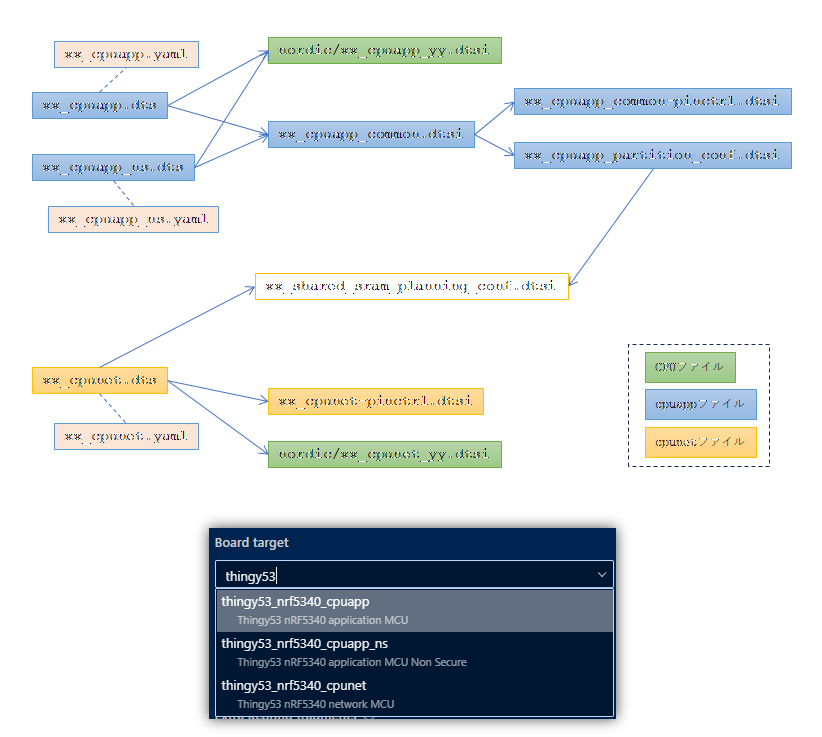 xx_cpuapp.yaml
nordic/xx_cpuapp_yy.dtsi
xx_cpuapp.dts
xx_cpuapp_common.dtsi
xx_cpuapp_common-pinctrl.dtsi
xx_cpuapp_ns.dts
xx_cpuapp_partition_conf.dtsi
xx_cpuapp_ns.yaml
xx_shared_sram_planning_conf.dtsi
xx_cpunet.dts
xx_cpunet-pinctrl.dtsi
xx_cpunet.yaml
nordic/xx_cpunet_yy.dtsi
CPUファイル
cpuappファイル
cpunetファイル
Board target
thingy53
thingy53_nrf5340_cpuapp
Thingy53 nRF5340 application MCU
thingy53_nrf5340_cpuapp_ns
Thingy53 nRF5340 application MCU Non Secure
thingy53_nrf5340_cpunet
Thingy53 nRF5340 network MCU